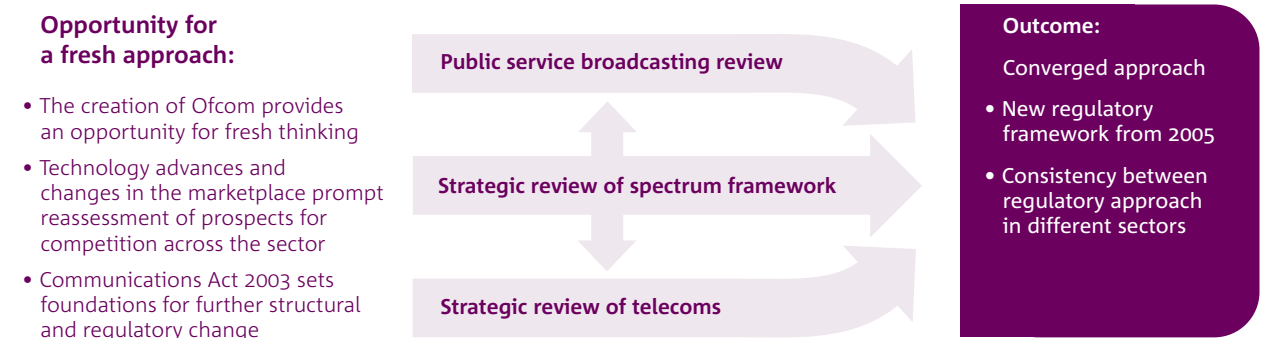 Opportunity for
a fresh approach:
• The creation of Ofcom provides
an opportunity for fresh thinking
• Technology advances and
changes in the marketplace prompt
reassessment of prospects for
competition across the sector
• Communications Act 2003 sets
foundations for further structural
and regulatory change
Public service broadcasting review
Strategic review of spectrum framework
Strategic review of telecoms
Outcome:
Converged approach
• New regulatory
framework from 2005
• Consistency between
regulatory approach
in different sectors